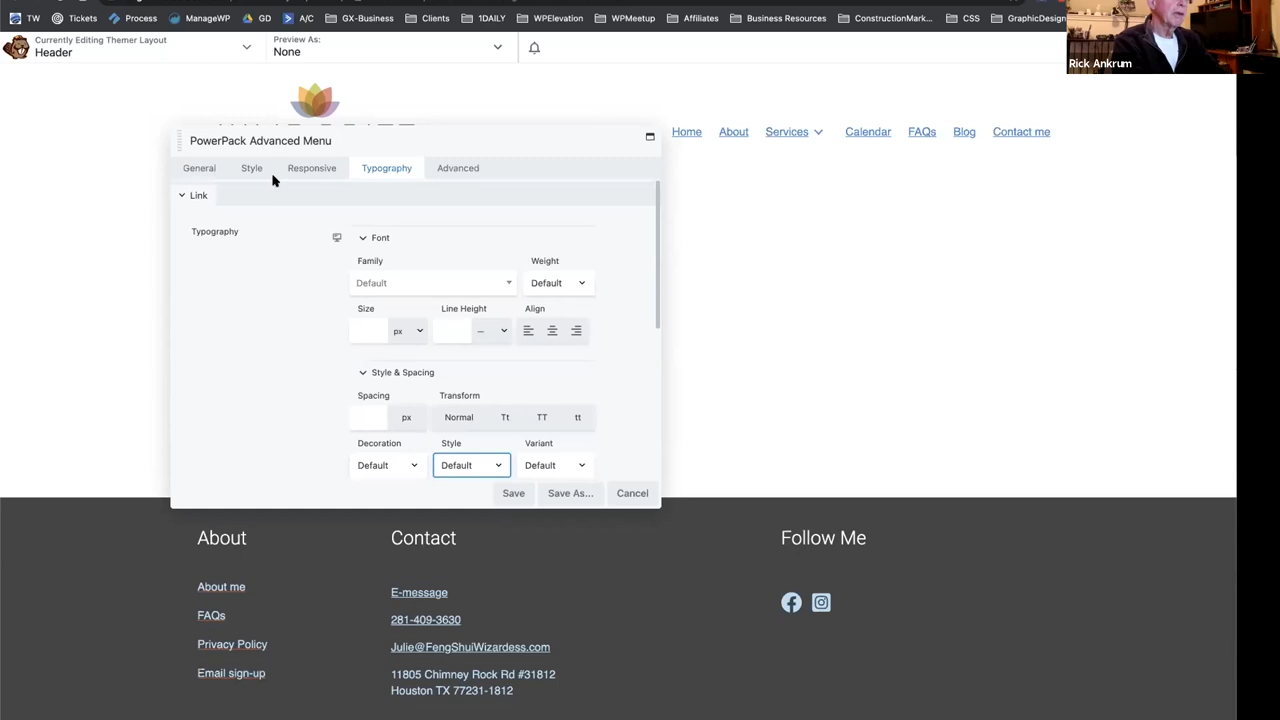 TW Tickets Process ManageWP GD A/C GX-Business Clients 1DAILY WPElevation WPMeetup Affiliates Business Resources ConstructionMark... CSS GraphicDesign
Currently Editing Themer Layout
Header
Preview As:
None
Rick Ankrum
Home About Services Calendar FAQs Blog Contact me
PowerPack Advanced Menu
General Style Responsive Typography Advanced
Link
Typography
Font
Family Weight
Default Default
Size Line Height Align
px —
Style & Spacing
Spacing Transform
px Normal Tt TT tt
Decoration Style Variant
Default Default Default
Save Save As... Cancel
About Contact Follow Me
About me
FAQs
Privacy Policy
Email sign-up
E-message
281-409-3630
Julie@FengShuiWizardess.com
11805 Chimney Rock Rd #31812
Houston TX 77231-1812